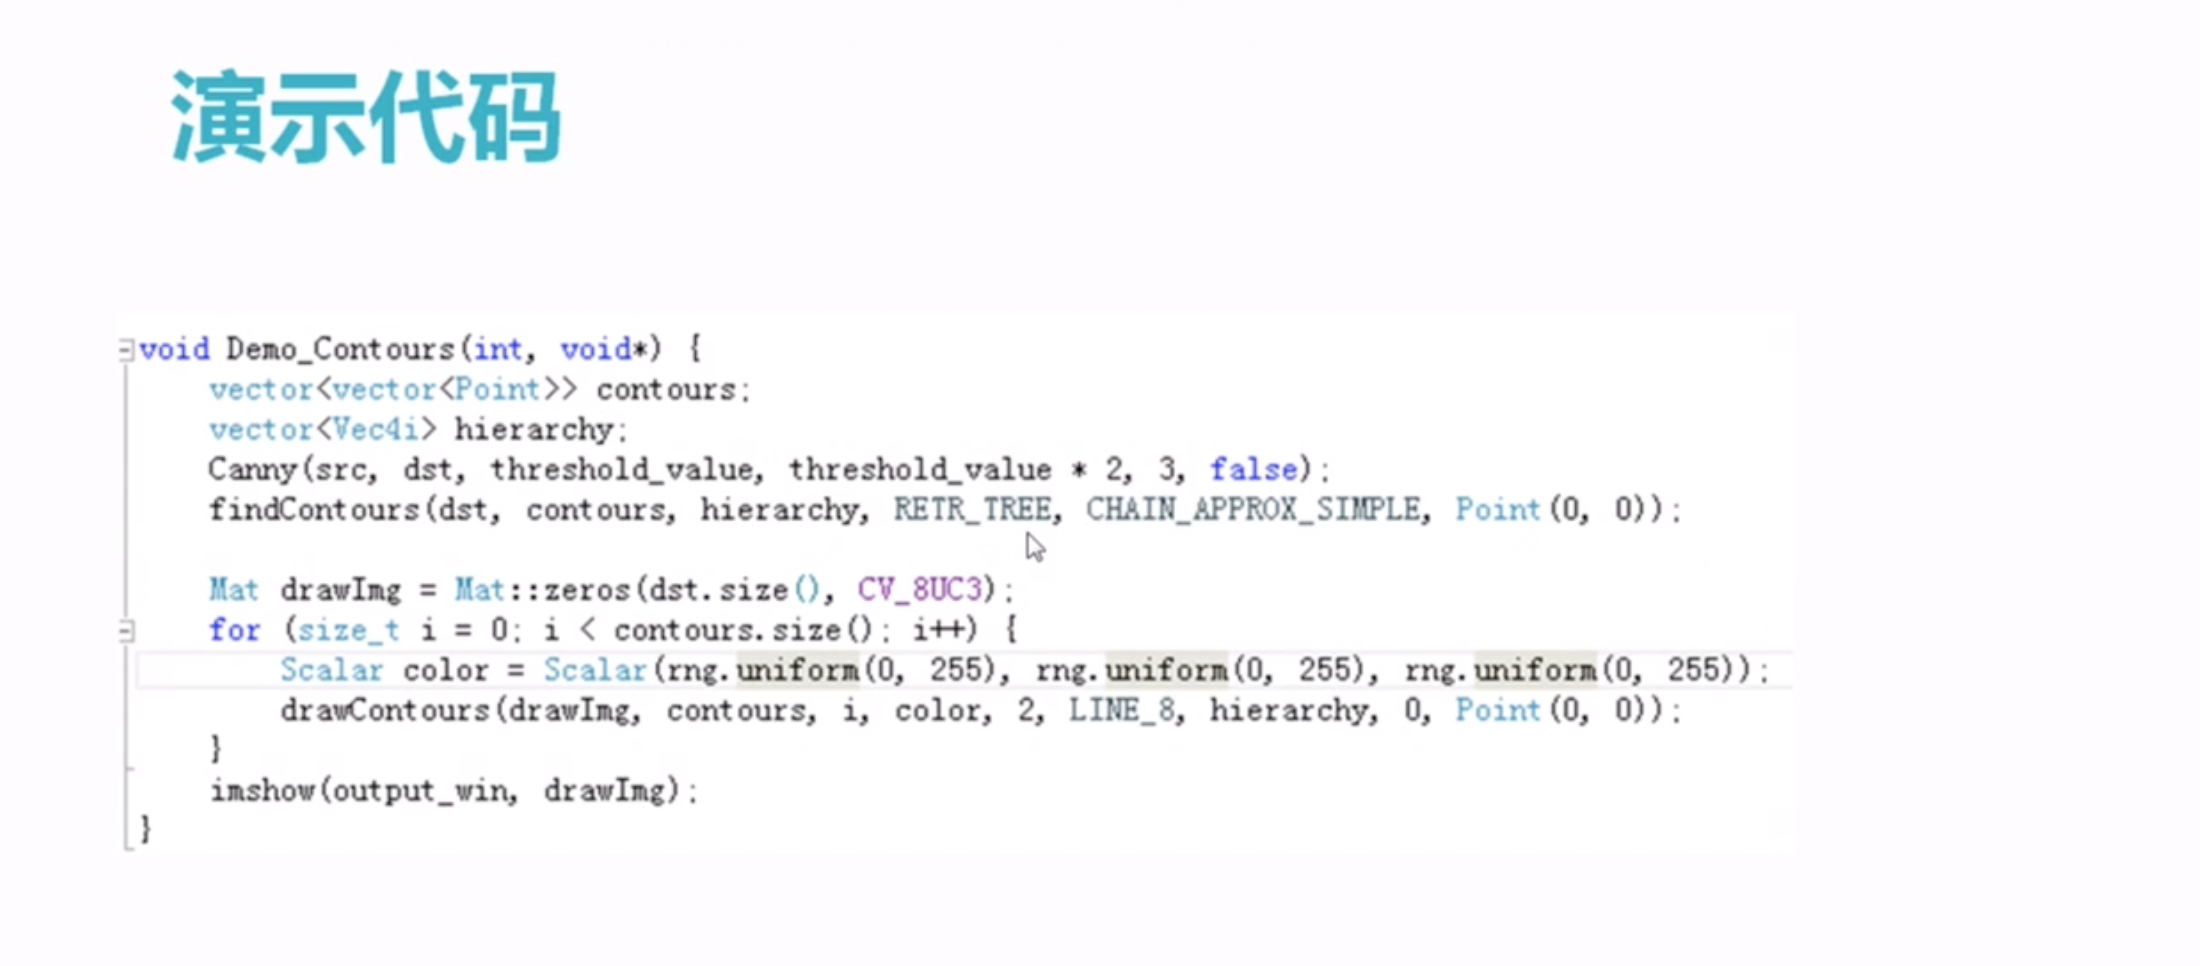 演示代码
void Demo_Contours(int, void*) {
vector<vector<Point>> contours;
vector<Vec4i> hierarchy;
Canny(src, dst, threshold_value, threshold_value * 2, 3, false);
findContours(dst, contours, hierarchy, RETR_TREE, CHAIN_APPROX_SIMPLE, Point(0, 0));
Mat drawImg = Mat::zeros(dst.size(), CV_8UC3);
for (size_t i = 0; i < contours.size(); i++) {
Scalar color = Scalar(rng.uniform(0, 255), rng.uniform(0, 255), rng.uniform(0, 255));
drawContours(drawImg, contours, i, color, 2, LINE_8, hierarchy, 0, Point(0, 0));
}
imshow(output_win, drawImg);
}